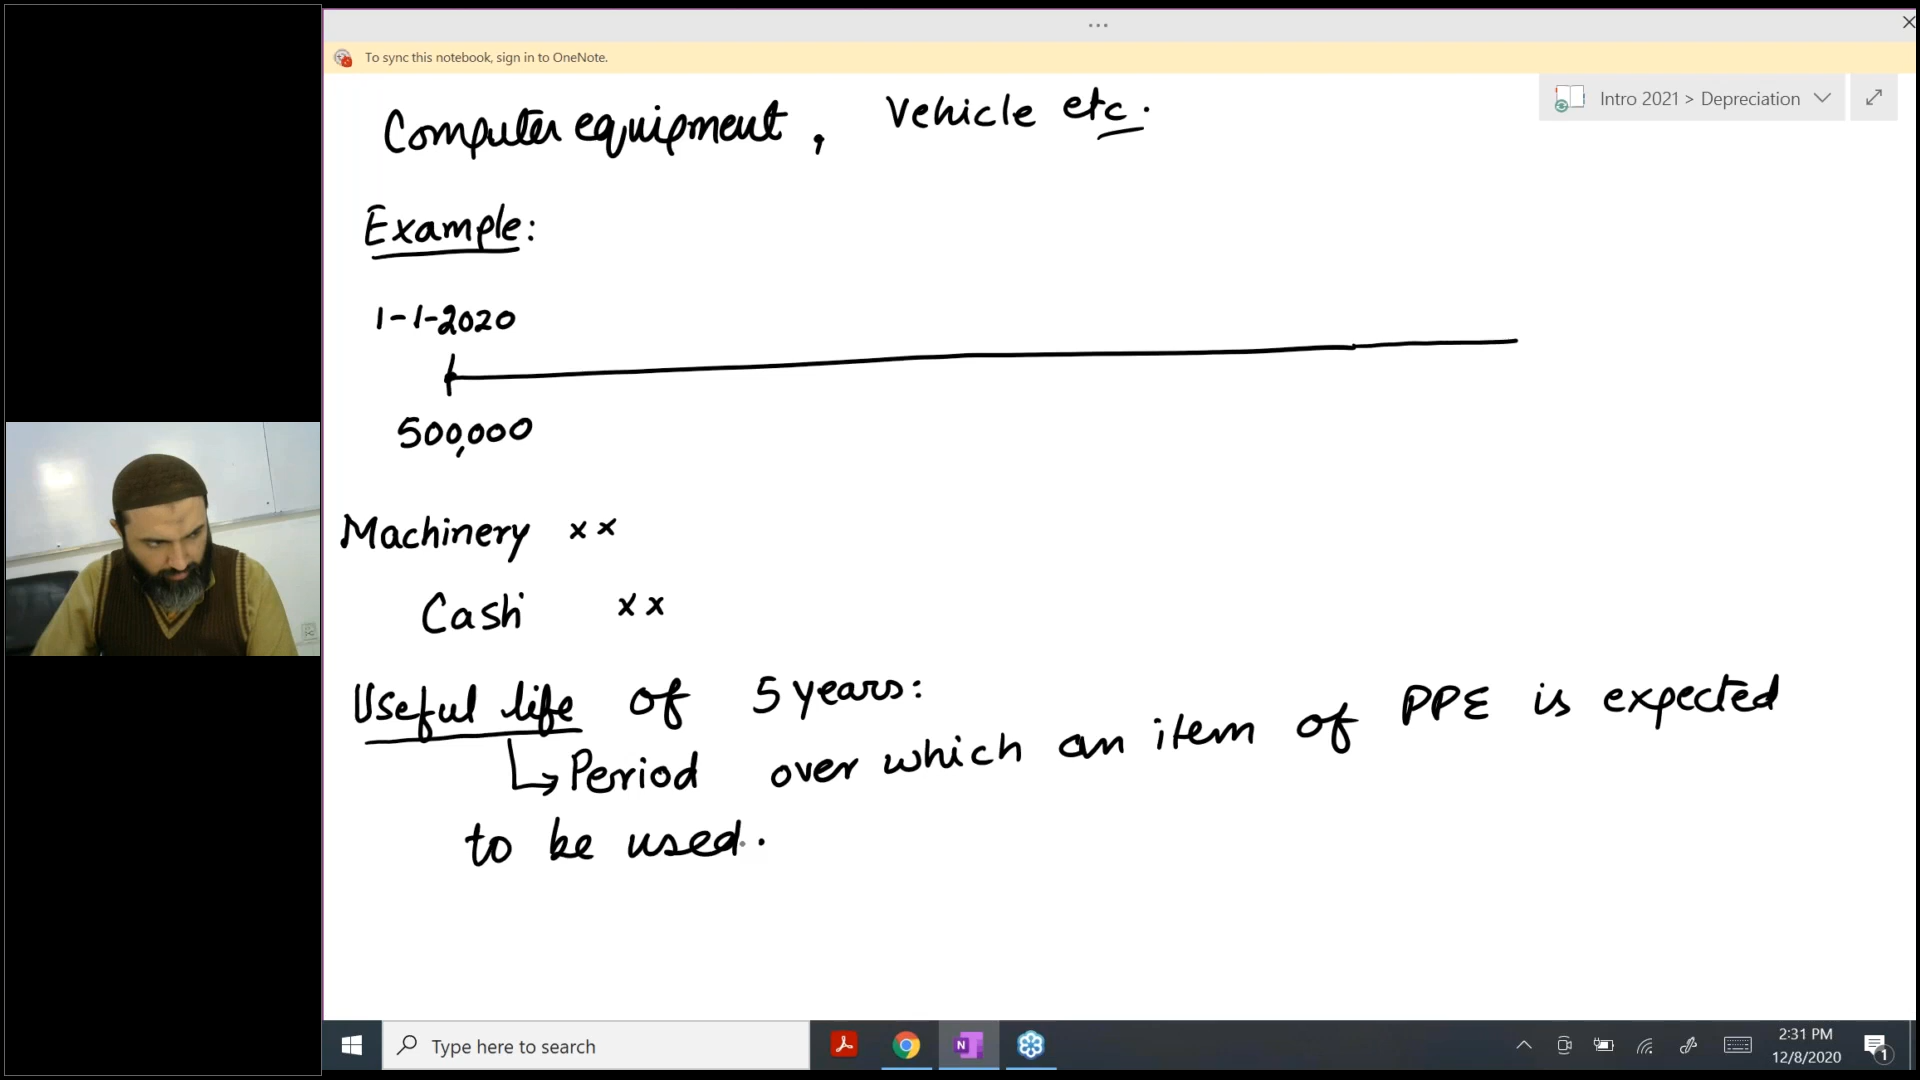 To sync this notebook, sign in to OneNote.
Intro 2021 > Depreciation
Computer equipment, Vehicle etc.
Example:
1-1-2020
500,000
Machinery xx
Cash xx
Useful life of 5 years:
Period over which an item of PPE is expected
to be used.
Type here to search
2:31 PM
12/8/2020
1